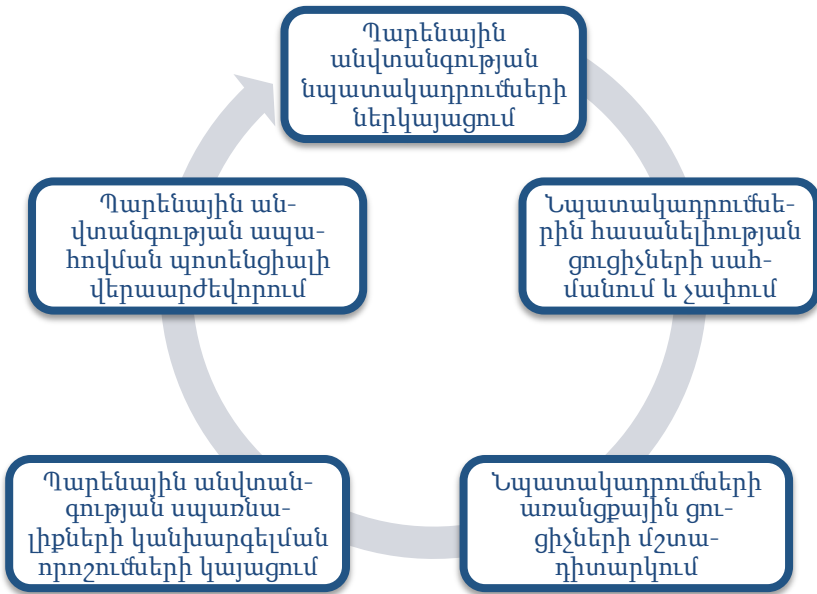 Պարենային
անվտանգության
նպատակադրումների
ներկայացում
Նպատակադրումնե-
րին հասանելիության
ցուցիչների սահ-
մանում և չափում
Նպատակադրումների
առանցքային ցու-
ցիչների մշտա-
դիտարկում
Պարենային անվտան-
գության սպառնա-
լիքների կանխարգելման
որոշումների կայացում
Պարենային ան-
վտանգության ապա-
հովման պոտենցիալի
վերաարժեվորում